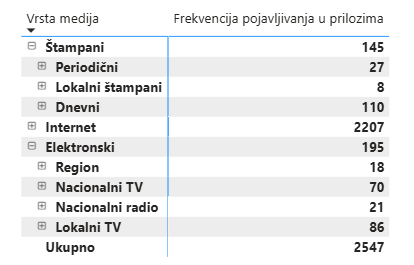 Vrsta medija Frekvencija pojavljivanja u prilozima
Štampani 145
Periodični 27
Lokalni štampani 8
Dnevni 110
Internet 2207
Elektronski 195
Region 18
Nacionalni TV 70
Nacionalni radio 21
Lokalni TV 86
Ukupno 2547